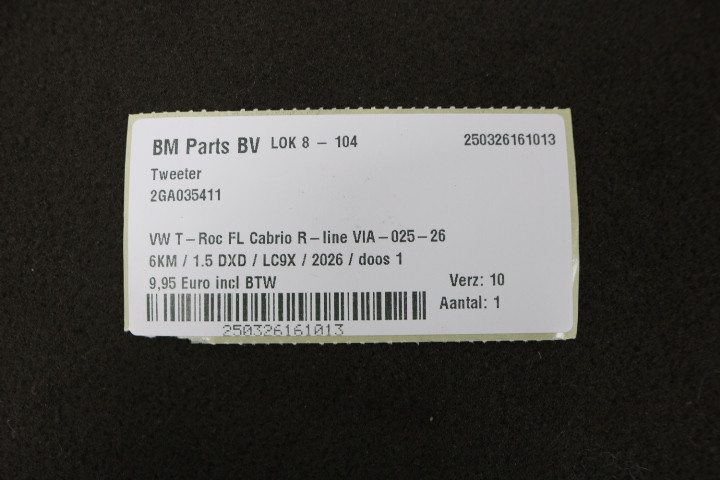 BM Parts BV LOK 8 - 104 250326161013
Tweeter
2GA035411
VW T-Roc FL Cabrio R-line VIA-025-26
6KM / 1.5 DXD / LC9X / 2026 / doos 1
9,95 Euro incl BTW Verz: 10
Aantal: 1
250326161013